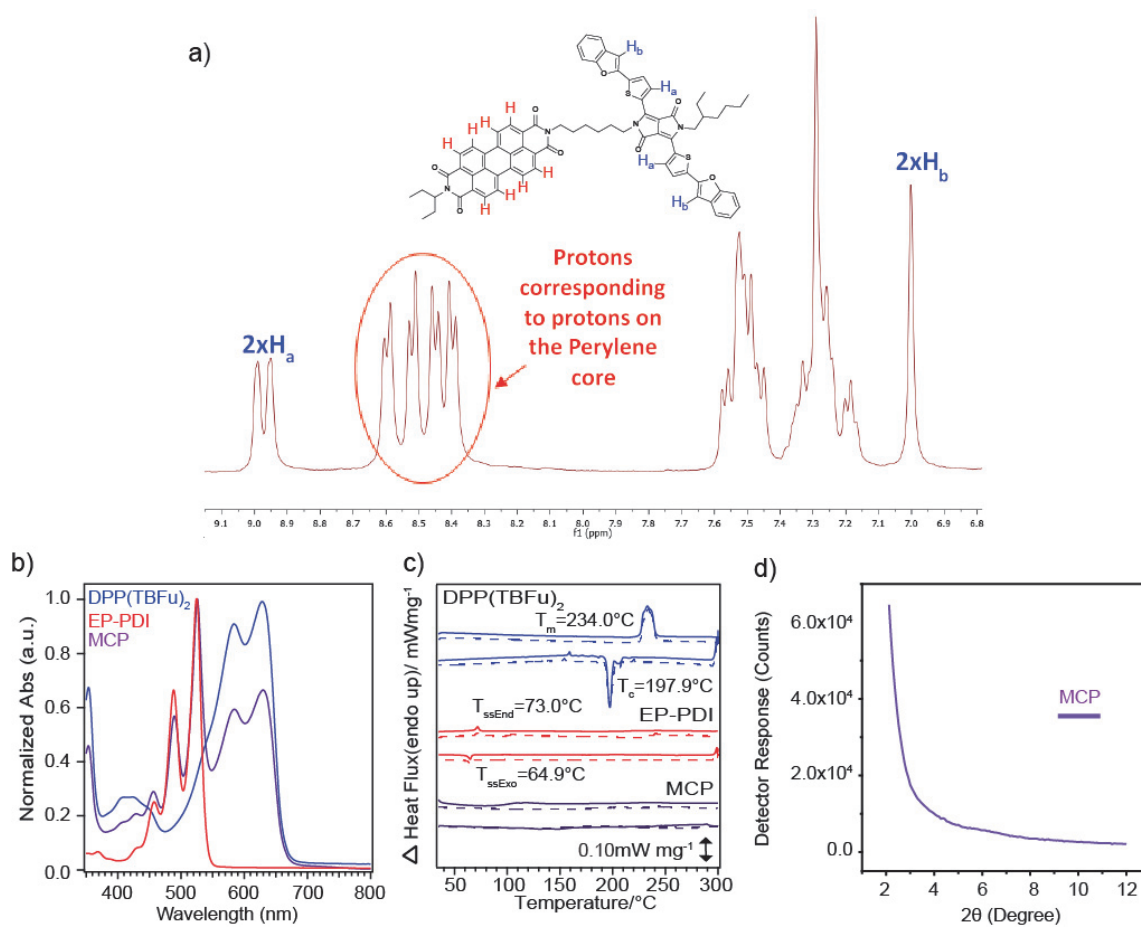 a)
H_b
O
S
H_a
O
N
N
O
O
H
H
H
H
O
N
O
O
N
O
H
H
H
H
O
S
H_a
O
H_b
2xH_a
2xH_b
Protons
corresponding
to protons on
the Perylene
core
9.1 9.0 8.9 8.8 8.7 8.6 8.5 8.4 8.3 8.2 8.1 8.0 7.9 7.8 7.7 7.6 7.5 7.4 7.3 7.2 7.1 7.0 6.9 6.8
f1 (ppm)
b)
DPP(TBFu)2
EP-PDI
MCP
Normalized Abs (a.u.)
1.0
0.8
0.6
0.4
0.2
0.0
400 500 600 700 800
Wavelength (nm)
c)
DPP(TBFu)2
Tm=234.0°C
Tc=197.9°C
TssEnd=73.0°C
EP-PDI
TssExo=64.9°C
MCP
0.10mW mg-1
Δ Heat Flux(endo up)/ mWmg-1
50 100 150 200 250 300
Temperature/°C
d)
Detector Response (Counts)
6.0x10^4
4.0x10^4
2.0x10^4
0.0
MCP
2 4 6 8 10 12
2θ (Degree)